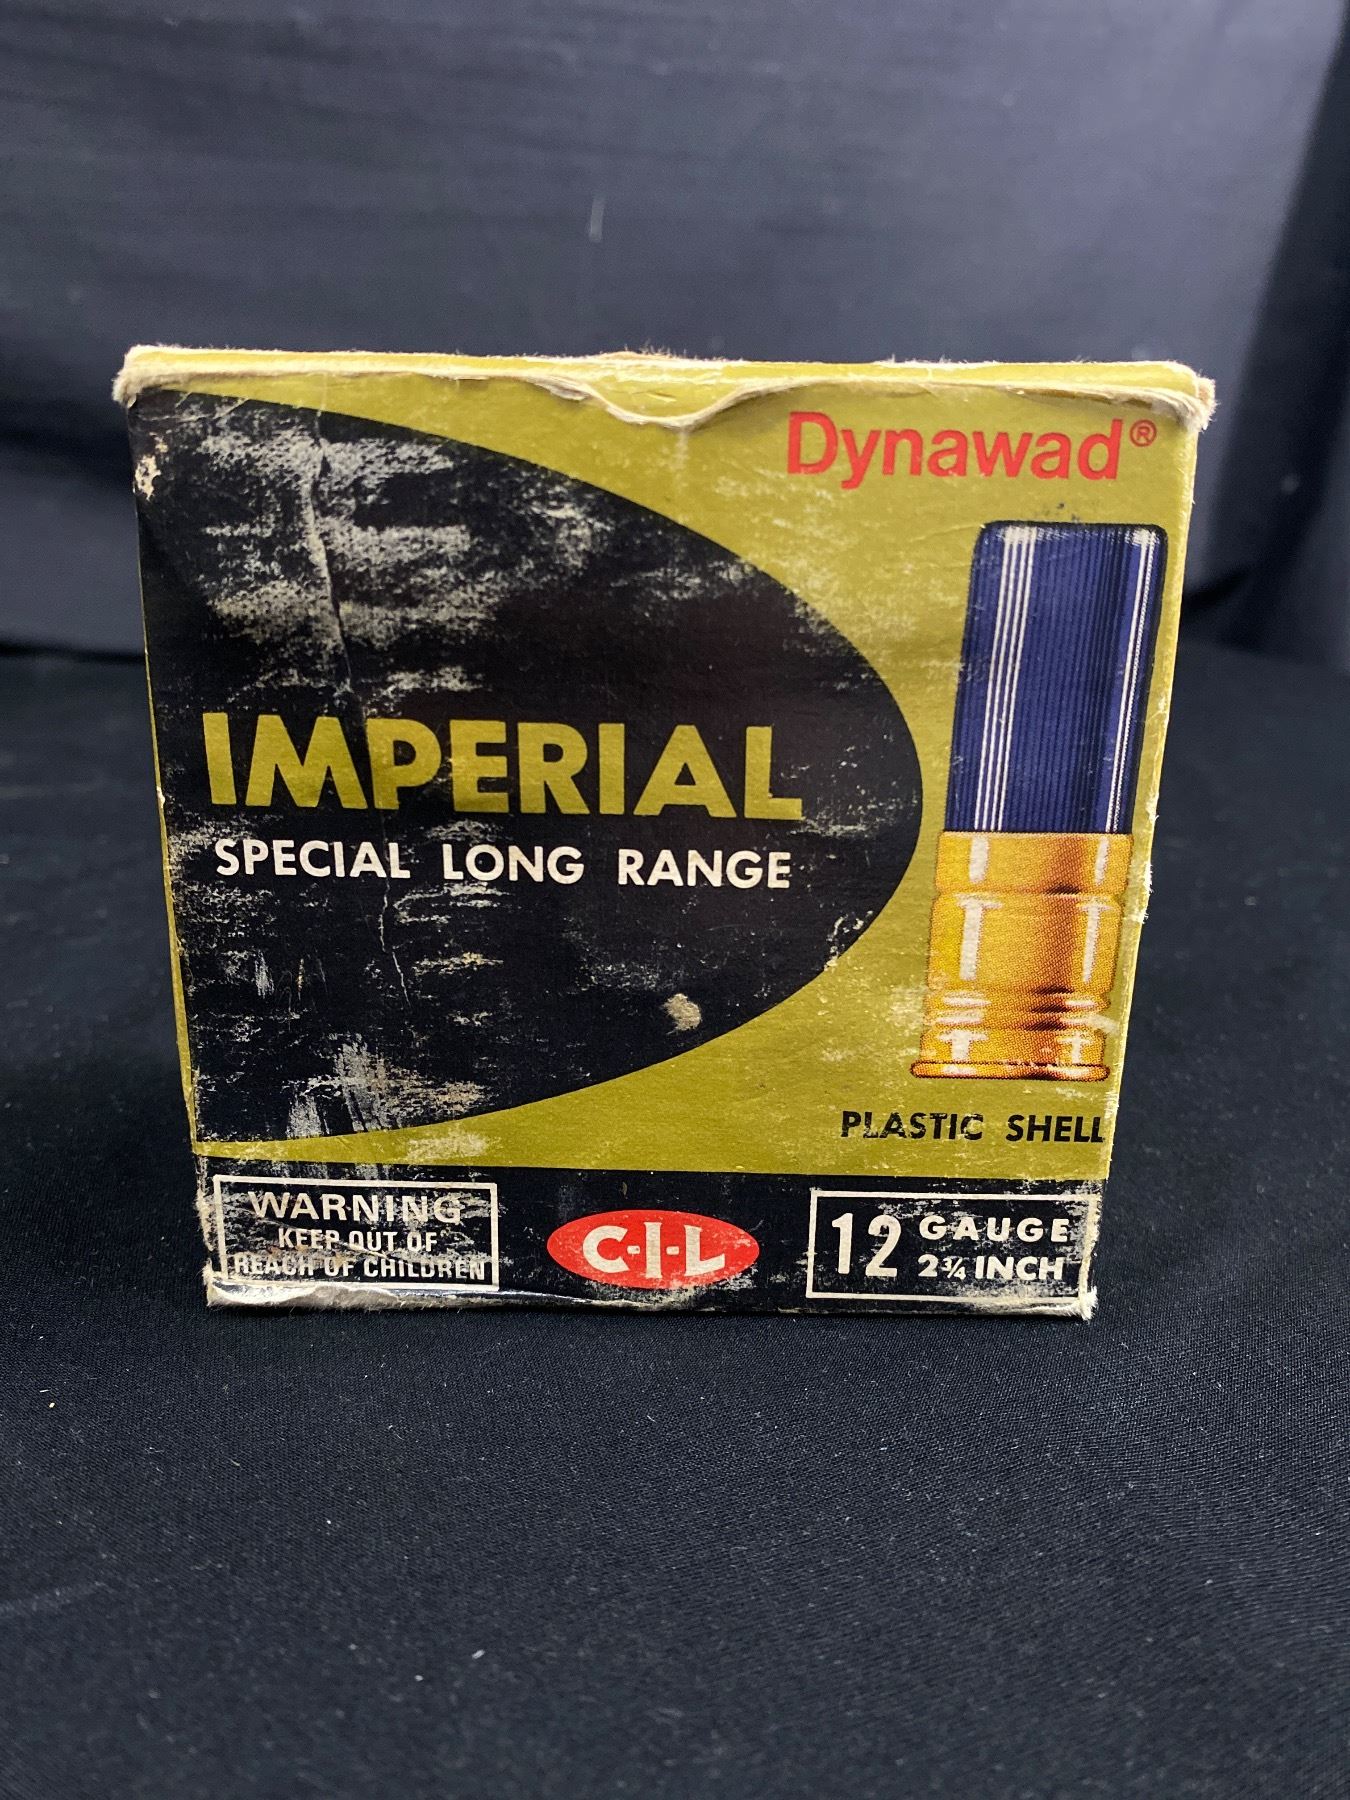 Dynawad®
IMPERIAL
SPECIAL LONG RANGE
PLASTIC SHELL
WARNING
KEEP OUT OF
REACH OF CHILDREN
C-I-L
12 GAUGE
2¾ INCH